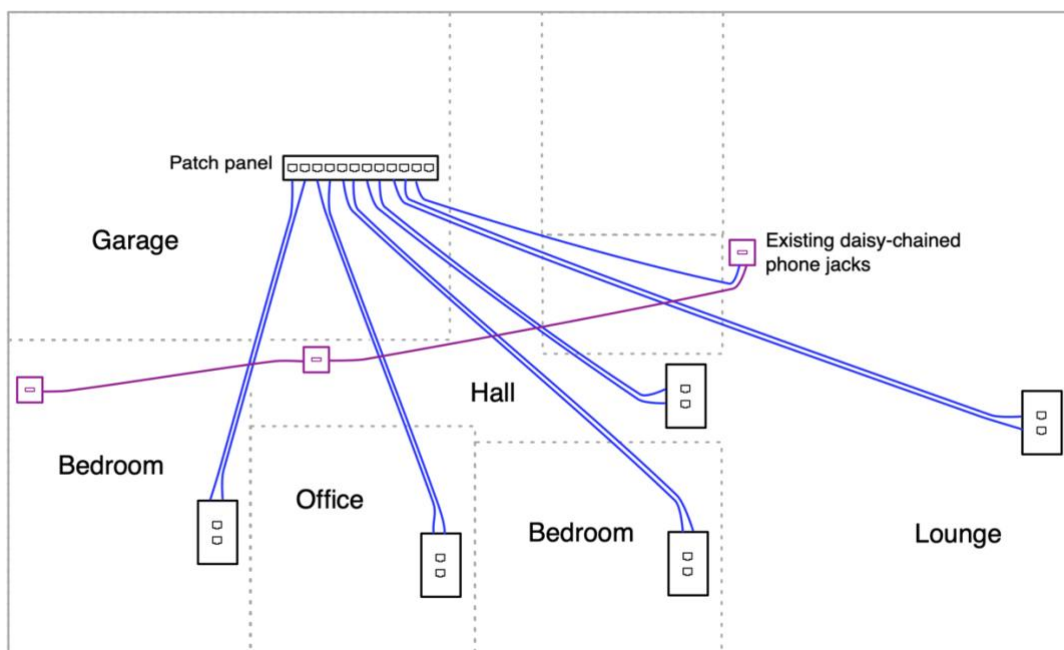 Patch panel
Garage
Existing daisy-chained
phone jacks
Hall
Bedroom
Office
Bedroom
Lounge